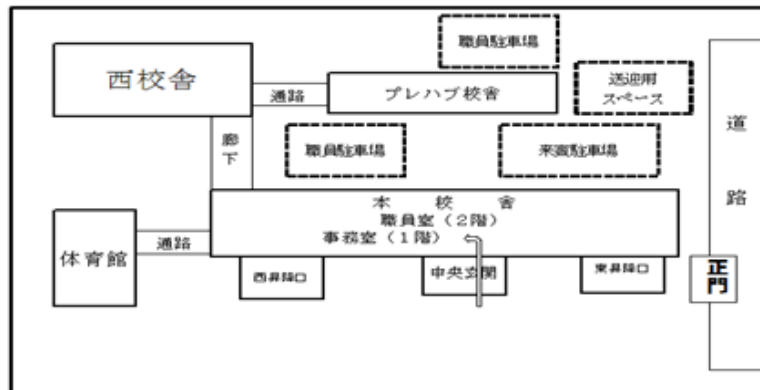 職員駐車場
西校舎
通路
プレハブ校舎
送迎用
スペース
道路
廊下
職員駐車場
来賓駐車場
本校舎
職員室（２階）
事務室（１階）
体育館
通路
西昇降口
中央玄関
東昇降口
正門